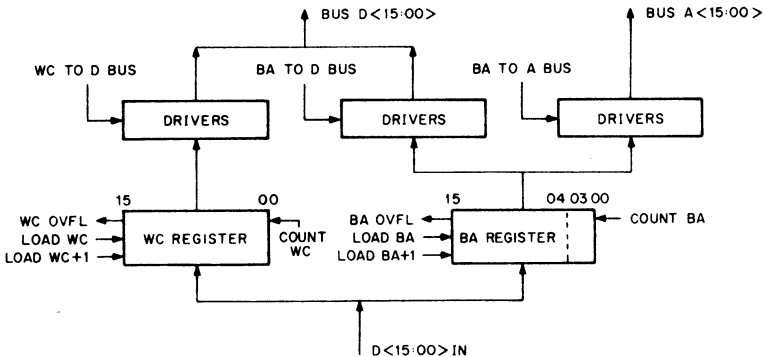 BUS D<15:00>
BUS A<15:00>
WC TO D BUS
BA TO D BUS
BA TO A BUS
DRIVERS
DRIVERS
DRIVERS
15
00
15
04 03 00
WC OVFL
LOAD WC
LOAD WC+1
WC REGISTER
COUNT
WC
BA OVFL
LOAD BA
LOAD BA+1
BA REGISTER
COUNT BA
D<15:00>IN